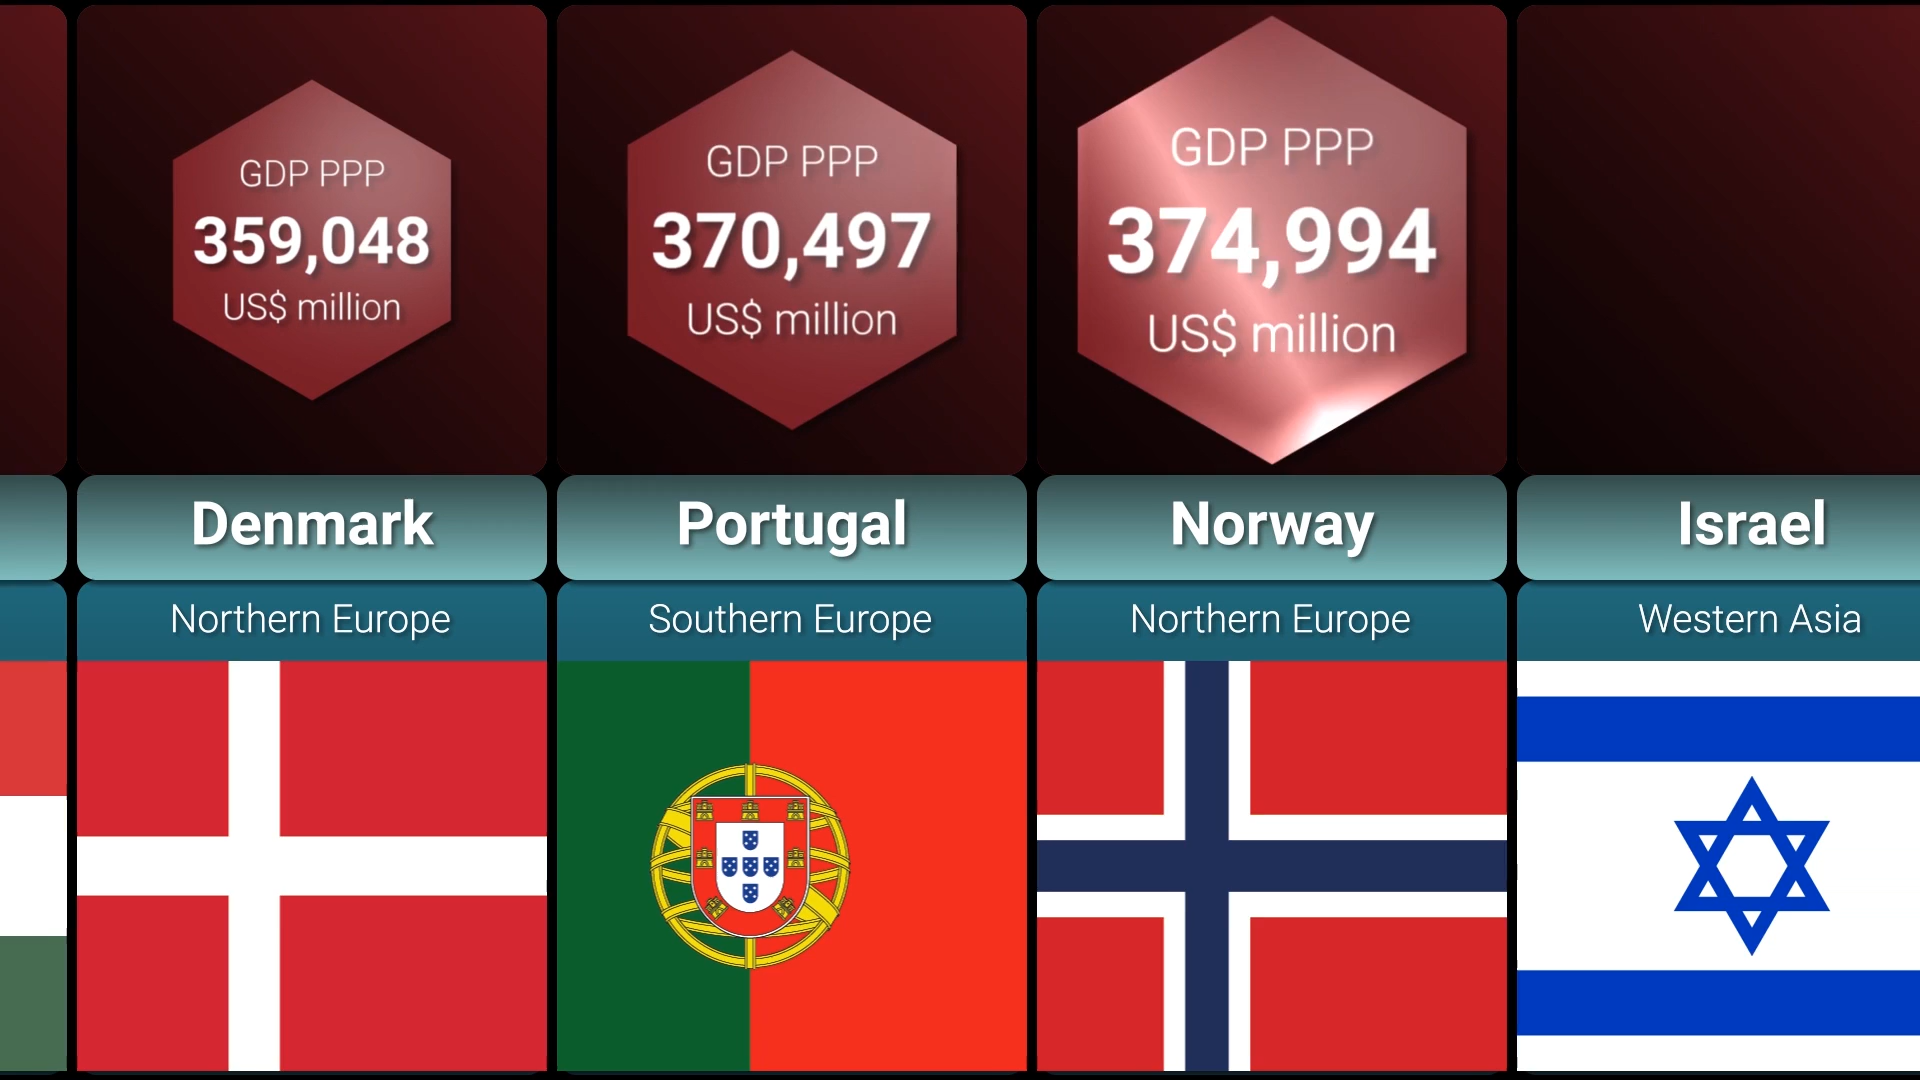 GDP PPP
359,048
US$ million
Denmark
Northern Europe
GDP PPP
370,497
US$ million
Portugal
Southern Europe
GDP PPP
374,994
US$ million
Norway
Northern Europe
Israel
Western Asia